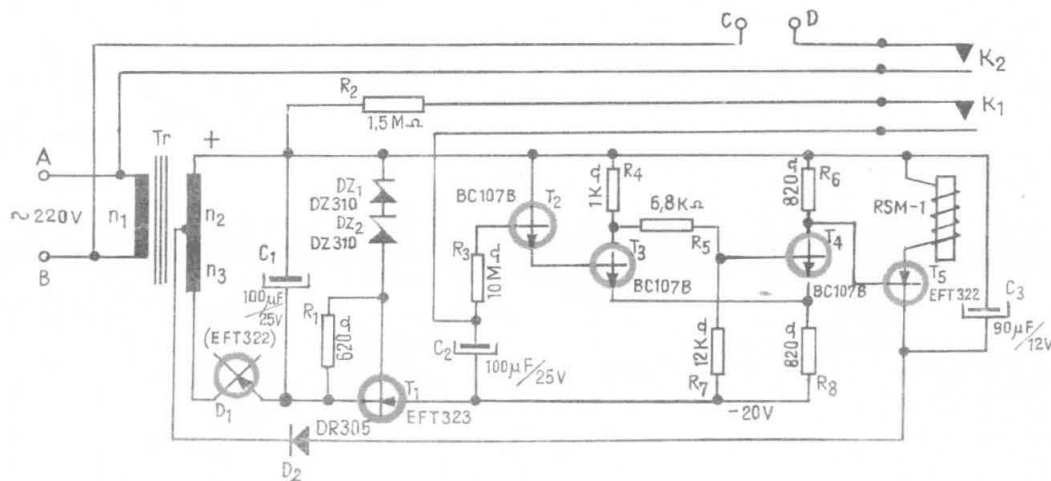 C D
K2
R2
1,5MΩ
K1
Tr
+
A
R4
1KΩ
820Ω
R6
DZ1
DZ310
BC107B
T2
6,8KΩ
RSM-1
DZ2
DZ310
n1
n2
~220V
R3
10MΩ
T3
R5
T4
B
n3
C1
100µF/25V
BC107B
BC107B
T5
EFT322
C3
90µF/12V
(EFT322)
R1
620Ω
C2
100µF/25V
12KΩ
R7
820Ω
R8
D1
T1
EFT323
-20V
DR305
D2